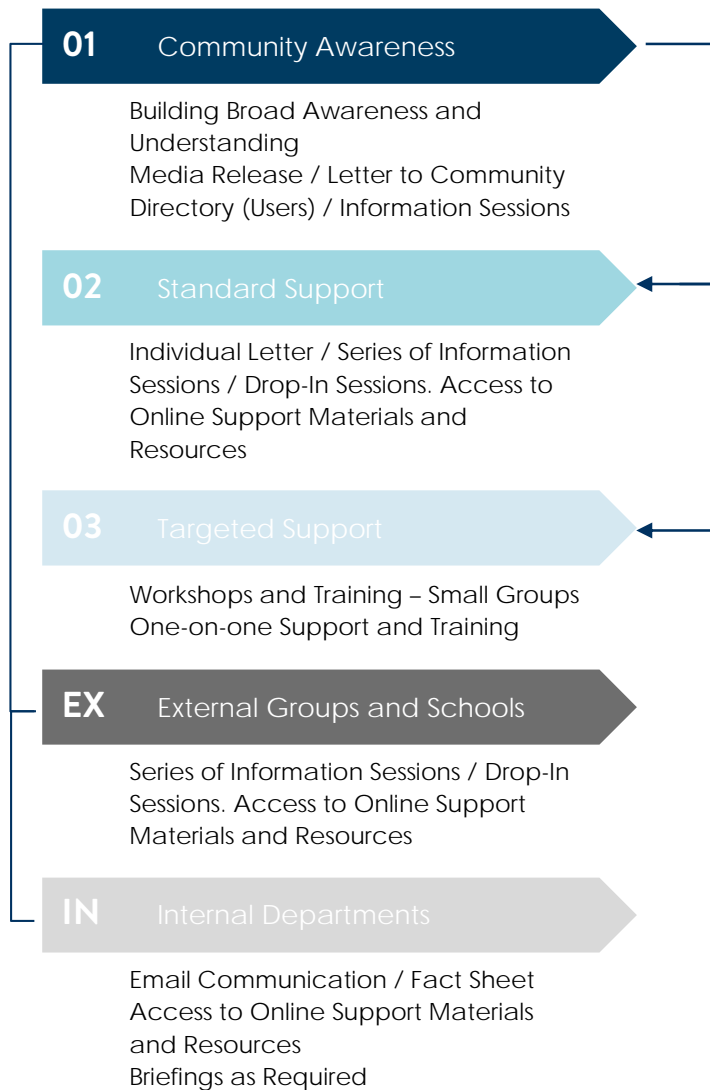 01 Community Awareness
Building Broad Awareness and
Understanding
Media Release / Letter to Community
Directory (Users) / Information Sessions
02 Standard Support
Individual Letter / Series of Information
Sessions / Drop-In Sessions. Access to
Online Support Materials and
Resources
03 Targeted Support
Workshops and Training – Small Groups
One-on-one Support and Training
EX External Groups and Schools
Series of Information Sessions / Drop-In
Sessions. Access to Online Support
Materials and Resources
IN Internal Departments
Email Communication / Fact Sheet
Access to Online Support Materials
and Resources
Briefings as Required